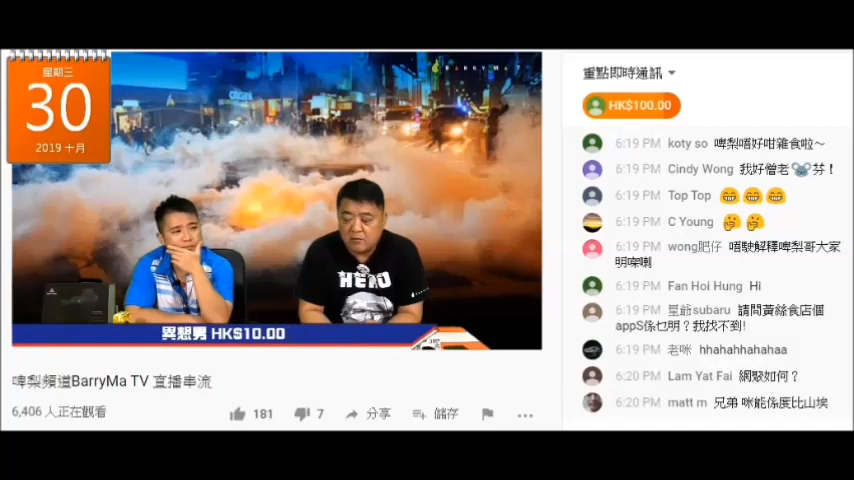 星期三
30
2019 十月
BARRYMA
HERO
異想男 HK$10.00
啤梨頻道BarryMa TV 直播串流
6,406 人正在觀看
181
7
分享
儲存
重點即時通訊
HK$100.00
6:19 PM koty so 啤梨唔好咁雜食啦～
6:19 PM Cindy Wong 我好憎老🐭芬！
6:19 PM Top Top 😁😁😁
6:19 PM C Young 🤔🤔
6:19 PM wong肥仔 唔駛解釋啤梨哥大家
明㗎喇
6:19 PM Fan Hoi Hung Hi
6:19 PM 星爺subaru 請問黃絲食店個
appS係乜明？我找不到!
6:19 PM 老咪 hhahahhahahaa
6:20 PM Lam Yat Fai 網聚如何？
6:20 PM matt m 兄弟 咪能係度比山埃